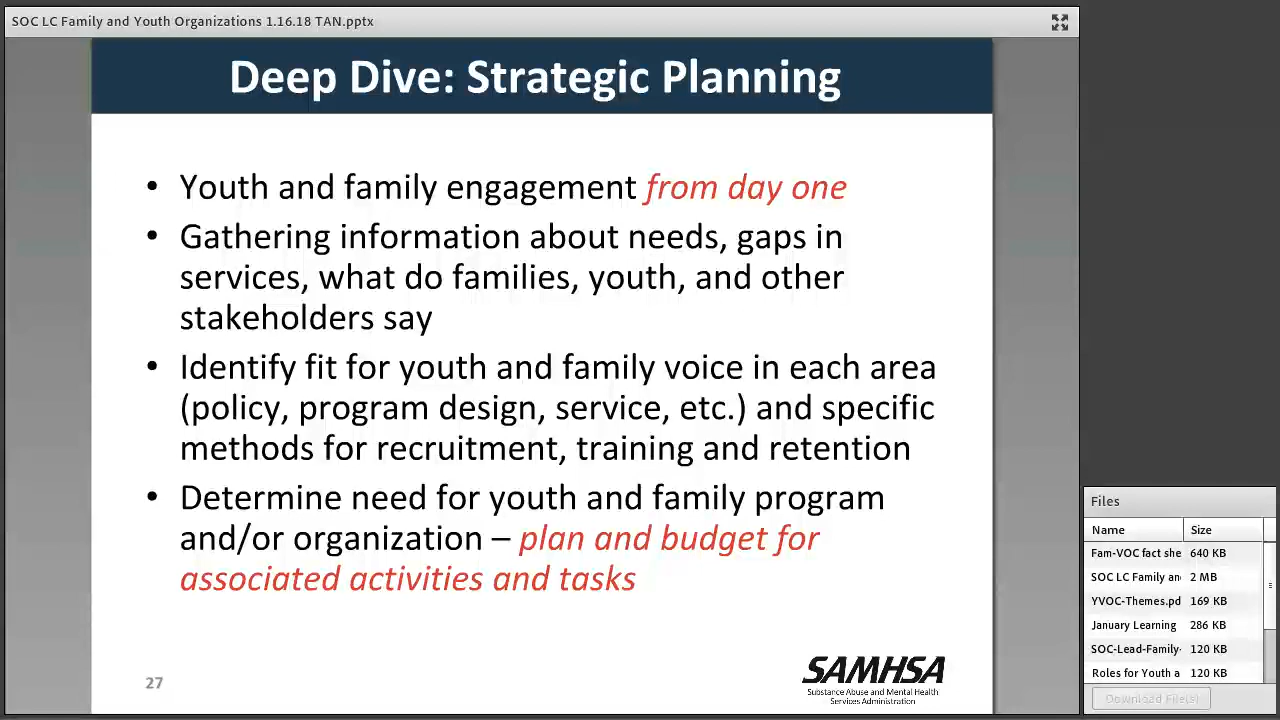 SOC LC Family and Youth Organizations 1.16.18 TAN.pptx
Deep Dive: Strategic Planning
• Youth and family engagement from day one
• Gathering information about needs, gaps in
services, what do families, youth, and other
stakeholders say
• Identify fit for youth and family voice in each area
(policy, program design, service, etc.) and specific
methods for recruitment, training and retention
• Determine need for youth and family program
and/or organization – plan and budget for
associated activities and tasks
27
SAMHSA
Substance Abuse and Mental Health
Services Administration
Files
Name Size
Fam-VOC fact she 640 KB
SOC LC Family an 2 MB
YVOC-Themes.pd 169 KB
January Learning 286 KB
SOC-Lead-Family- 120 KB
Roles for Youth a 120 KB
Download File(s)